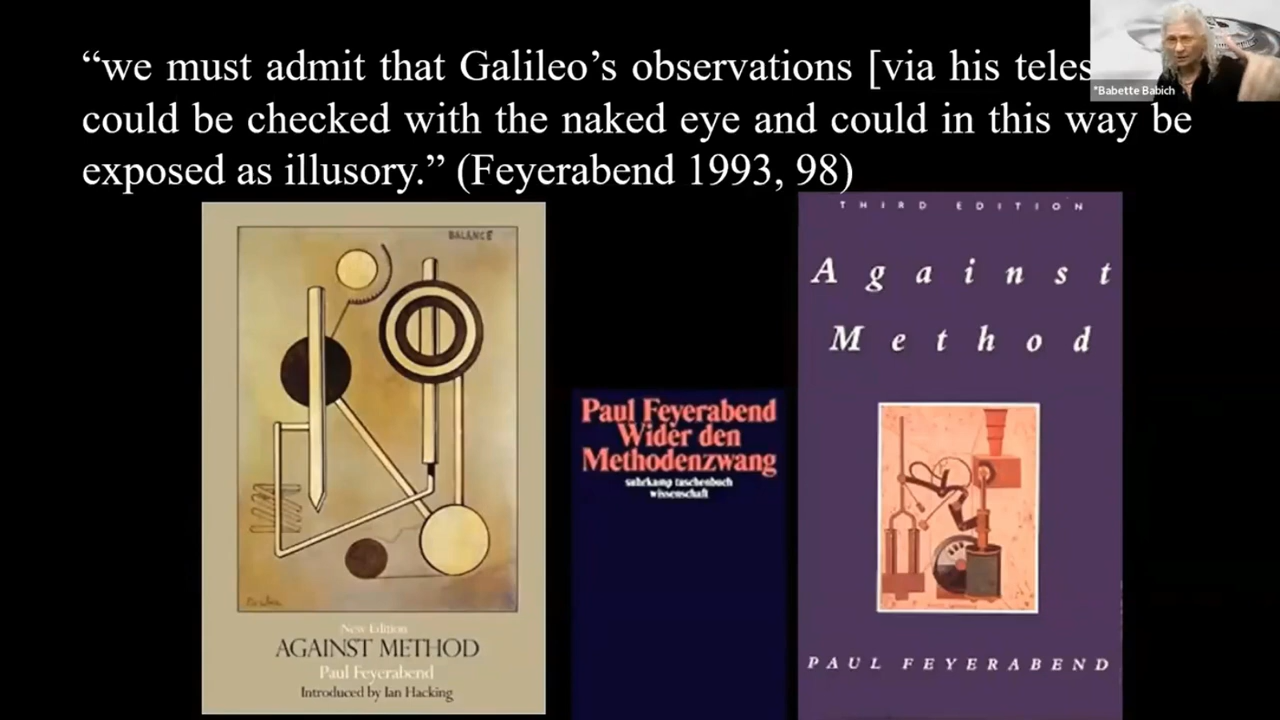 “we must admit that Galileo’s observations [via his teles
could be checked with the naked eye and could in this way be
exposed as illusory.” (Feyerabend 1993, 98)
*Babette Babich
BALANCE
New Edition
AGAINST METHOD
Paul Feyerabend
Introduced by Ian Hacking
Paul Feyerabend
Wider den
Methodenzwang
suhrkamp taschenbuch
wissenschaft
THIRD EDITION
Against
Method
PAUL FEYERABEND